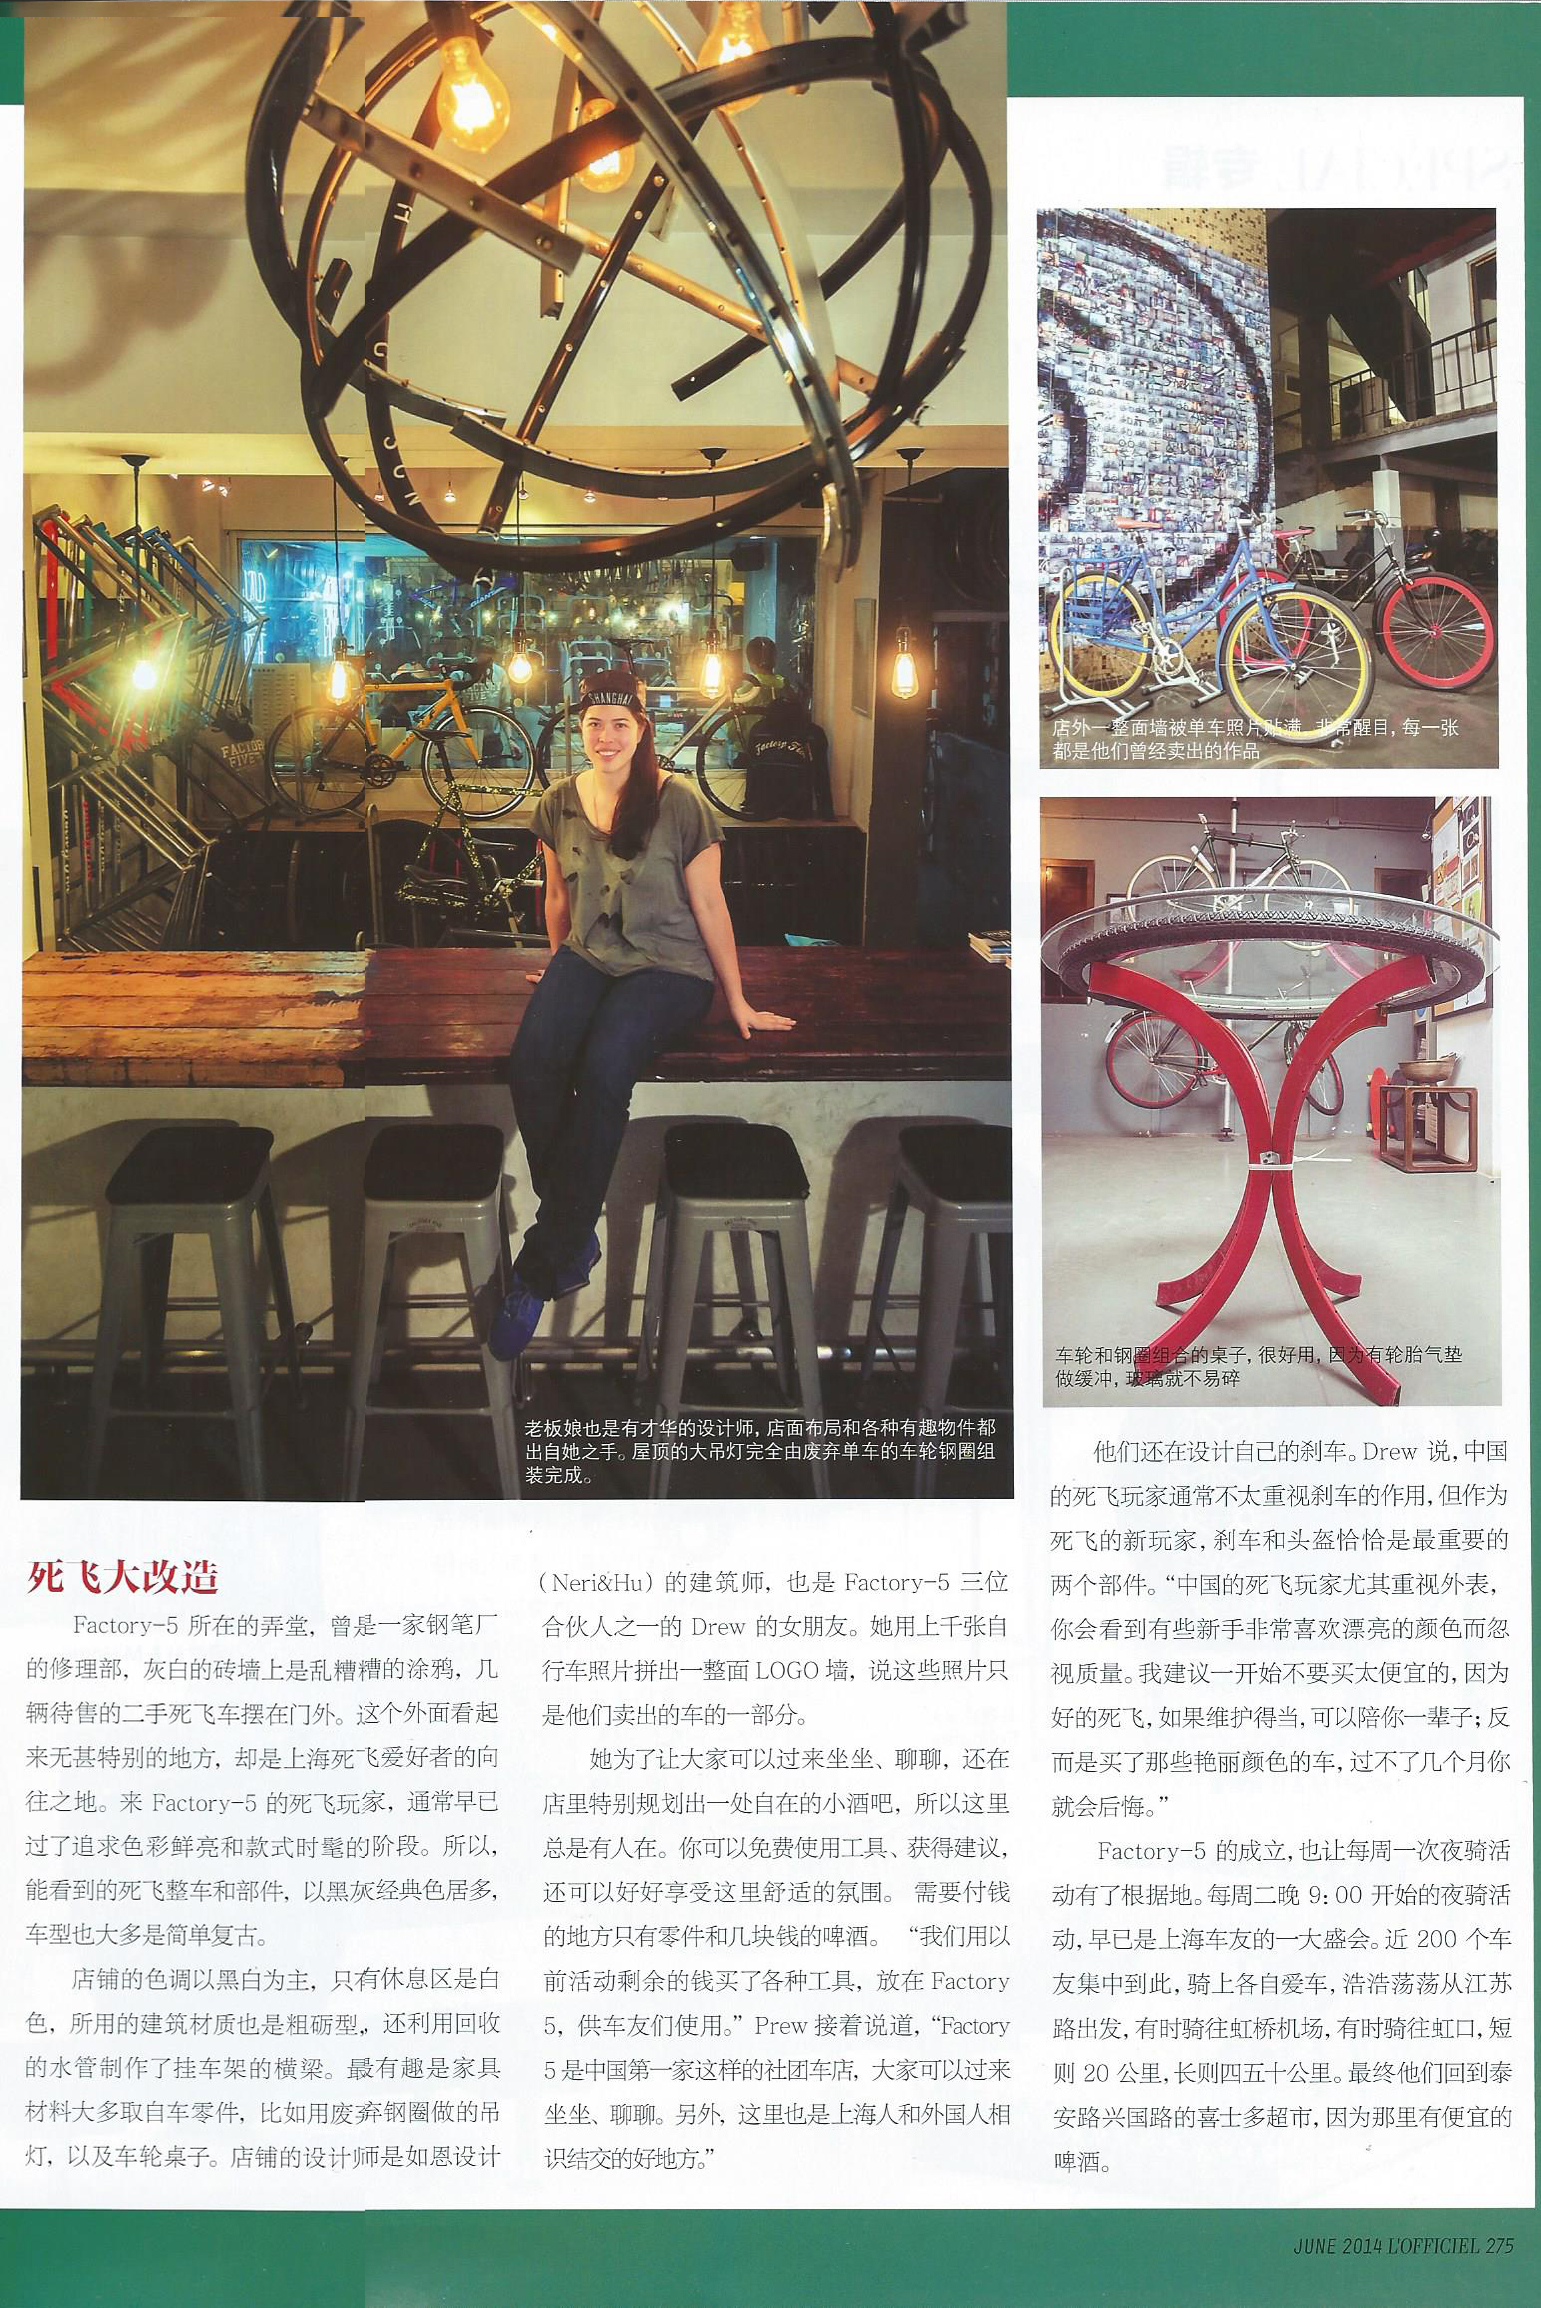 SHANGHAI
FACTORY
FIVE
Factory Five
SUN
GIANT
店外一整面墙被单车照片贴满，非常醒目，每一张
都是他们曾经卖出的作品
车轮和钢圈组合的桌子，很好用，因为有轮胎气垫
做缓冲，玻璃就不易碎
老板娘也是有才华的设计师，店面布局和各种有趣物件都
出自她之手。屋顶的大吊灯完全由废弃单车的车轮钢圈组
装完成。
死飞大改造
Factory-5 所在的弄堂，曾是一家钢笔厂
的修理部，灰白的砖墙上是乱糟糟的涂鸦，几
辆待售的二手死飞车摆在门外。这个外面看起
来无甚特别的地方，却是上海死飞爱好者的向
往之地。来 Factory-5 的死飞玩家，通常早已
过了追求色彩鲜亮和款式时髦的阶段。所以，
能看到的死飞整车和部件，以黑灰经典色居多，
车型也大多是简单复古。
店铺的色调以黑白为主，只有休息区是白
色，所用的建筑材质也是粗砺型，还利用回收
的水管制作了挂车架的横梁。最有趣是家具
材料大多取自车零件，比如用废弃钢圈做的吊
灯，以及车轮桌子。店铺的设计师是如恩设计
（Neri&Hu）的建筑师，也是 Factory-5 三位
合伙人之一的 Drew 的女朋友。她用上千张自
行车照片拼出一整面 LOGO 墙，说这些照片只
是他们卖出的车的一部分。
她为了让大家可以过来坐坐、聊聊，还在
店里特别规划出一处自在的小酒吧，所以这里
总是有人在。你可以免费使用工具、获得建议，
还可以好好享受这里舒适的氛围。 需要付钱
的地方只有零件和几块钱的啤酒。 “我们用以
前活动剩余的钱买了各种工具，放在 Factory
5，供车友们使用。”Prew 接着说道，“Factory
5 是中国第一家这样的社团车店，大家可以过来
坐坐、聊聊。另外，这里也是上海人和外国人相
识结交的好地方。”
他们还在设计自己的刹车。Drew 说，中国
的死飞玩家通常不太重视刹车的作用，但作为
死飞的新玩家，刹车和头盔恰恰是最重要的
两个部件。“中国的死飞玩家尤其重视外表，
你会看到有些新手非常喜欢漂亮的颜色而忽
视质量。我建议一开始不要买太便宜的，因为
好的死飞，如果维护得当，可以陪你一辈子；反
而是买了那些艳丽颜色的车，过不了几个月你
就会后悔。”
Factory-5 的成立，也让每周一次夜骑活
动有了根据地。每周二晚 9：00 开始的夜骑活
动，早已是上海车友的一大盛会。近 200 个车
友集中到此，骑上各自爱车，浩浩荡荡从江苏
路出发，有时骑往虹桥机场，有时骑往虹口，短
则 20 公里，长则四五十公里。最终他们回到泰
安路兴国路的喜士多超市，因为那里有便宜的
啤酒。
JUNE 2014 L'OFFICIEL 275